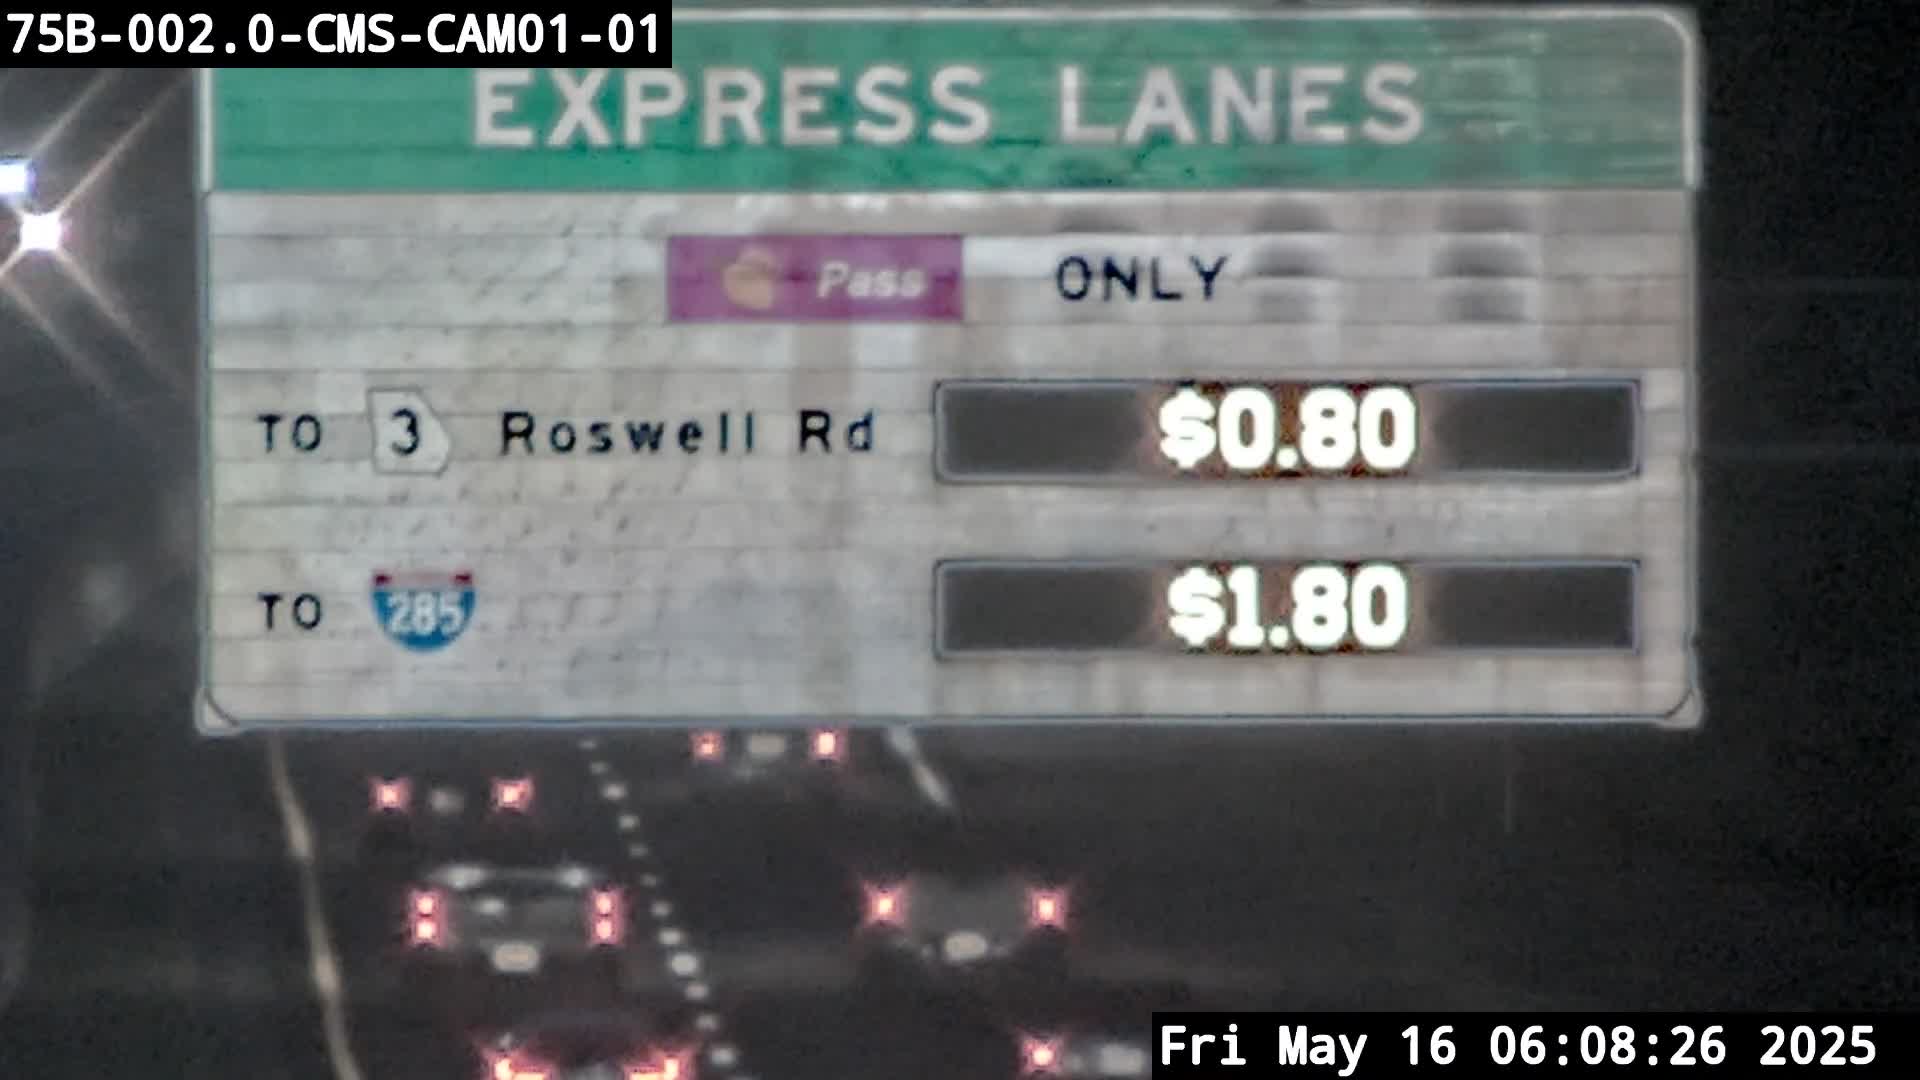 75B-002.0-CMS-CAM01-01
EXPRESS LANES
Pass ONLY
TO 3 Roswell Rd $0.80
TO 285 $1.80
Fri May 16 06:08:26 2025